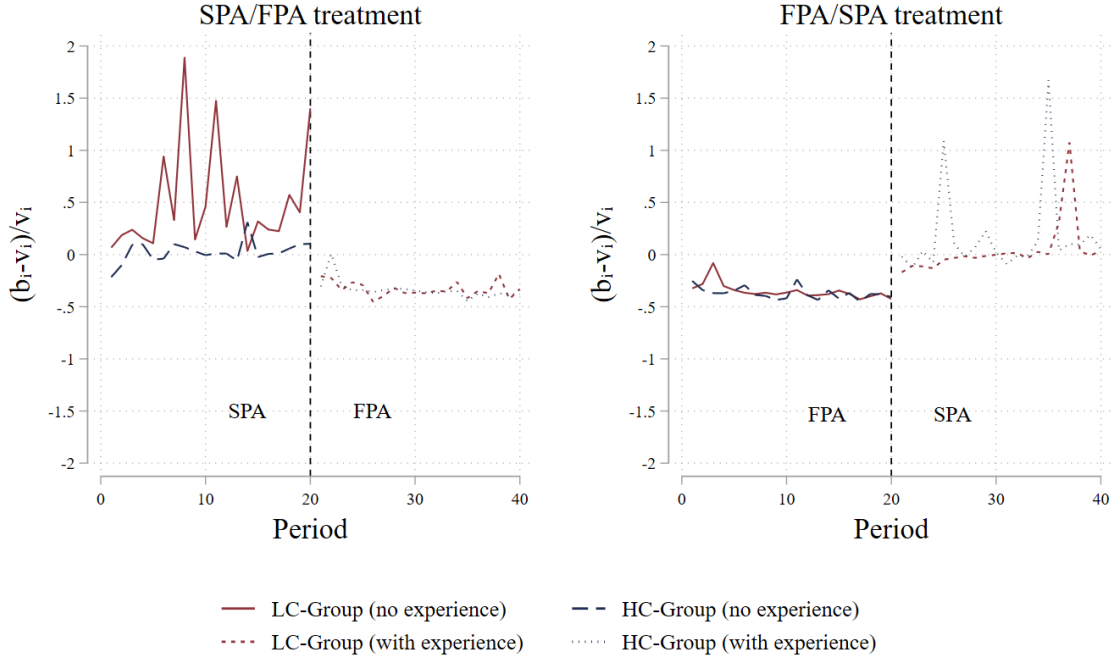 SPA/FPA treatment
2
1.5
1
.5
0
-.5
-1
-1.5
-2
(bᵢ-vᵢ)/vᵢ
SPA
FPA
0
10
20
30
40
Period
FPA/SPA treatment
2
1.5
1
.5
0
-.5
-1
-1.5
-2
(bᵢ-vᵢ)/vᵢ
FPA
SPA
0
10
20
30
40
Period
LC-Group (no experience)
HC-Group (no experience)
LC-Group (with experience)
HC-Group (with experience)